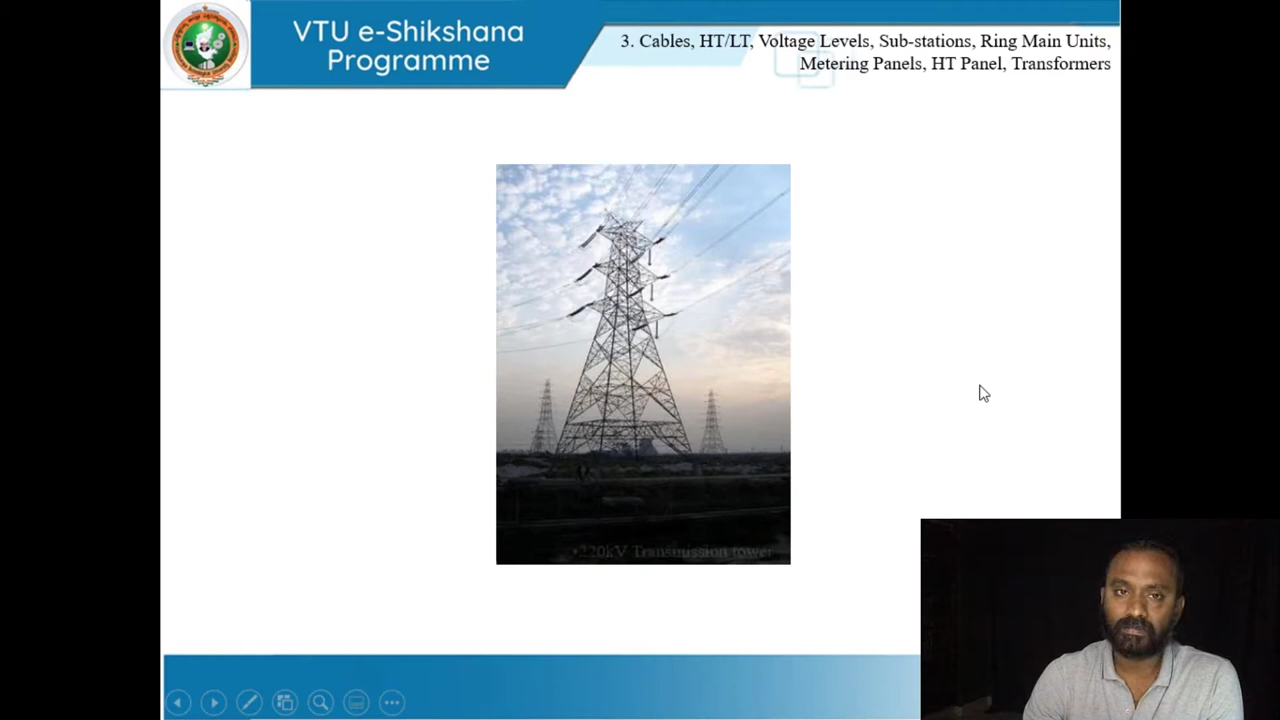 VTU e-Shikshana
Programme
3. Cables, HT/LT, Voltage Levels, Sub-stations, Ring Main Units,
Metering Panels, HT Panel, Transformers
•220kV Transmission tower